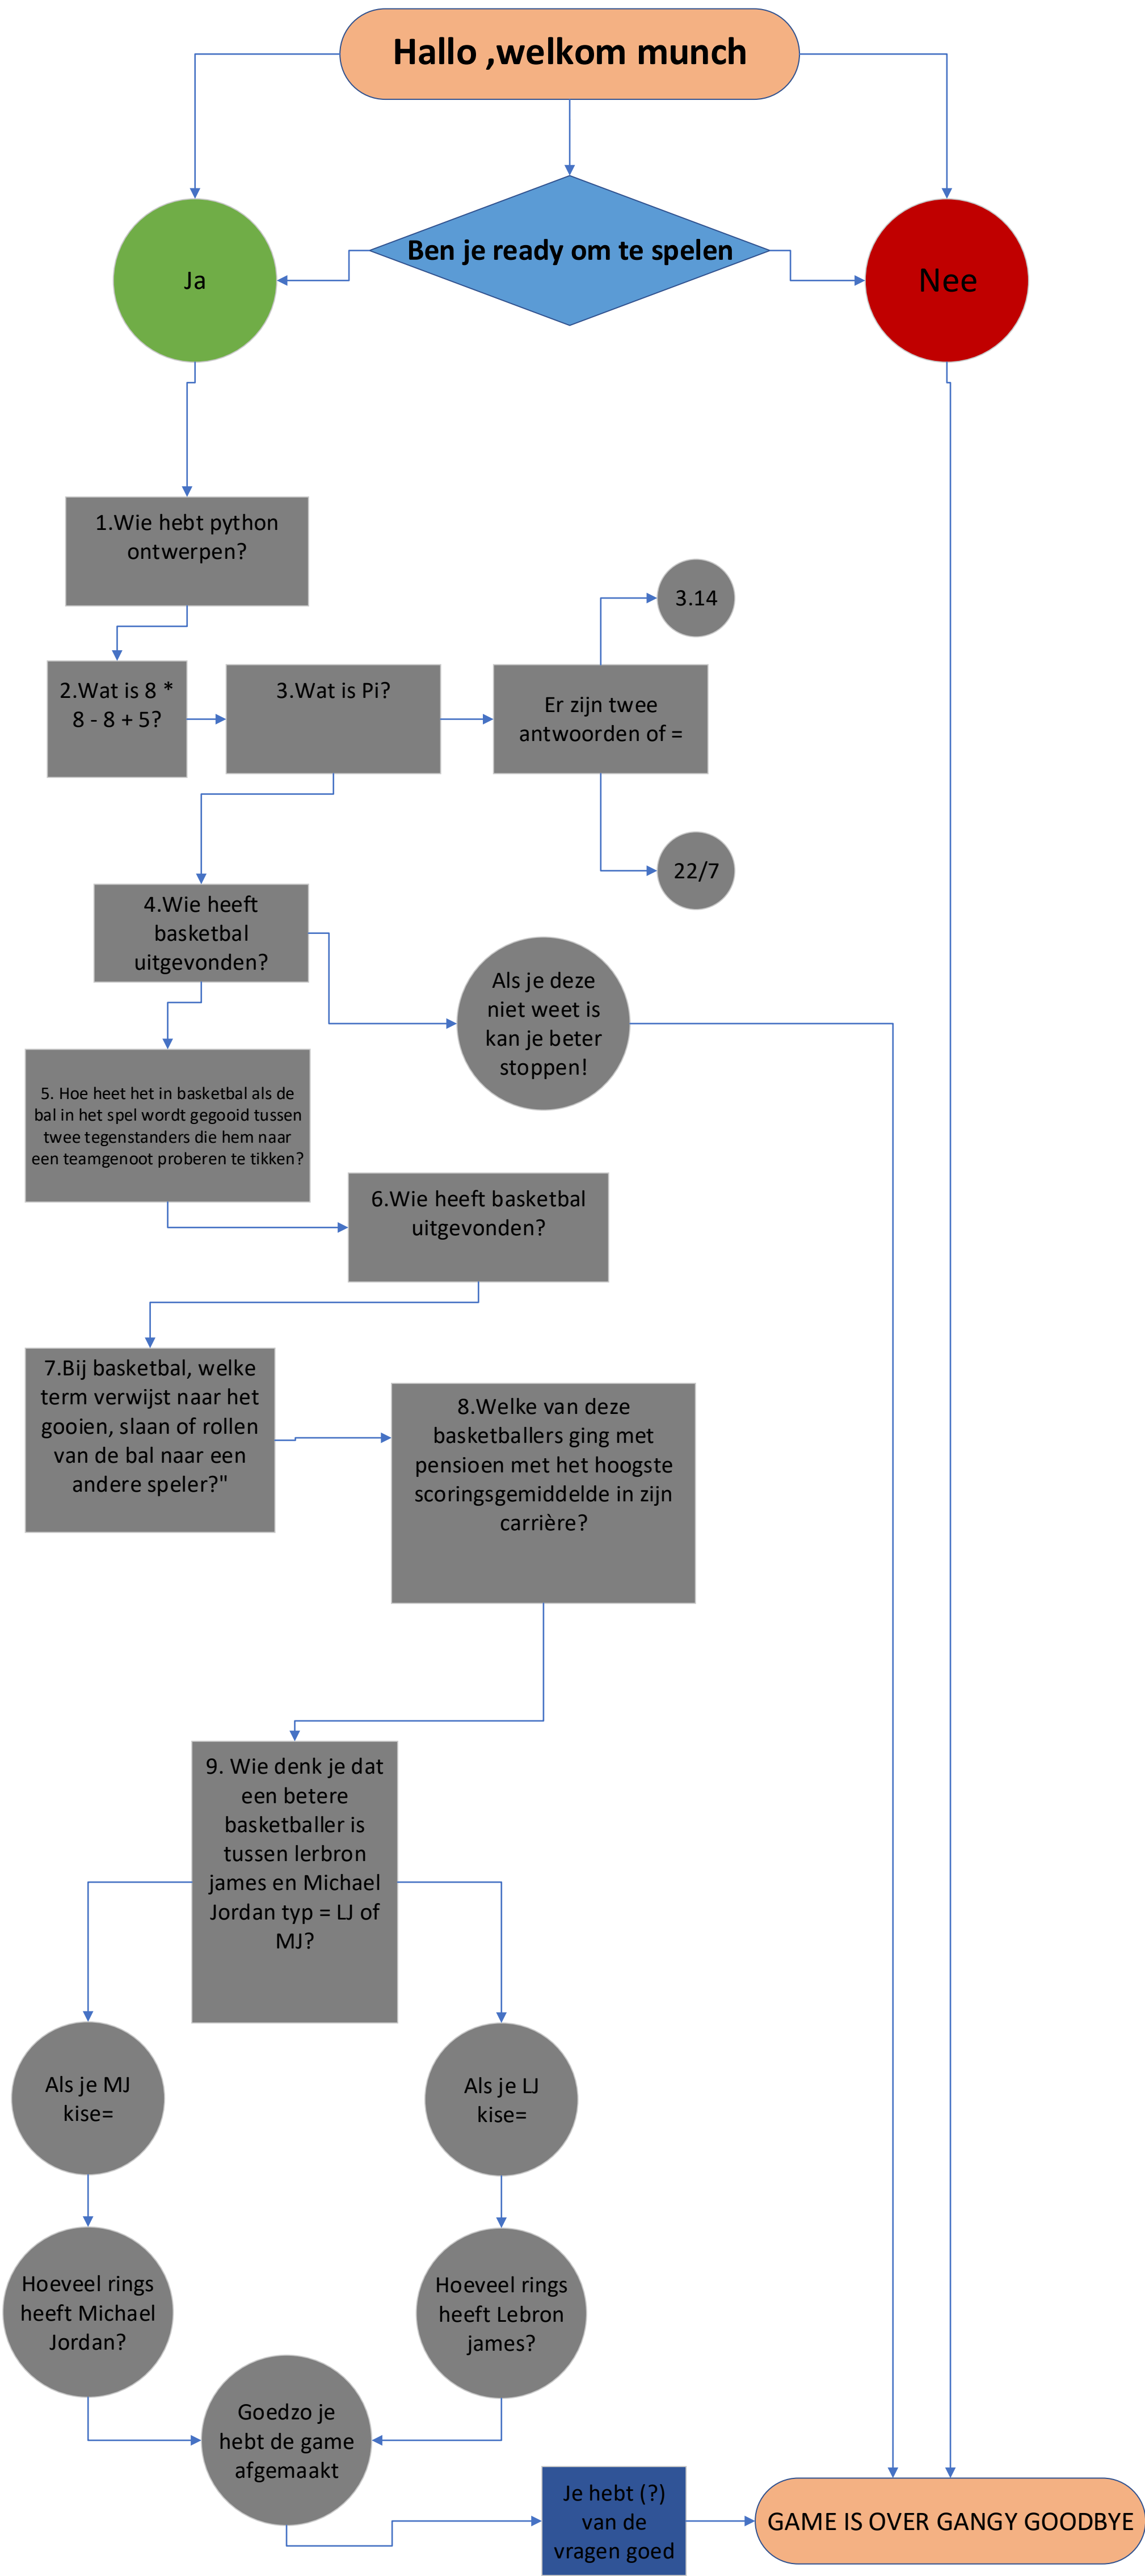 Hallo ,welkom munch
Ben je ready om te spelen
Ja
Nee
1.Wie hebt python
ontwerpen?
3.14
2.Wat is 8 *
8 - 8 + 5?
3.Wat is Pi?
Er zijn twee
antwoorden of =
22/7
4.Wie heeft
basketbal
uitgevonden?
Als je deze
niet weet is
kan je beter
stoppen!
5. Hoe heet het in basketbal als de
bal in het spel wordt gegooid tussen
twee tegenstanders die hem naar
een teamgenoot proberen te tikken?
6.Wie heeft basketbal
uitgevonden?
7.Bij basketbal, welke
term verwijst naar het
gooien, slaan of rollen
van de bal naar een
andere speler?"
8.Welke van deze
basketballers ging met
pensioen met het hoogste
scoringsgemiddelde in zijn
carrière?
9. Wie denk je dat
een betere
basketballer is
tussen lerbron
james en Michael
Jordan typ = LJ of
MJ?
Als je MJ
kise=
Als je LJ
kise=
Hoeveel rings
heeft Michael
Jordan?
Hoeveel rings
heeft Lebron
james?
Goedzo je
hebt de game
afgemaakt
Je hebt (?)
van de
vragen goed
GAME IS OVER GANGY GOODBYE